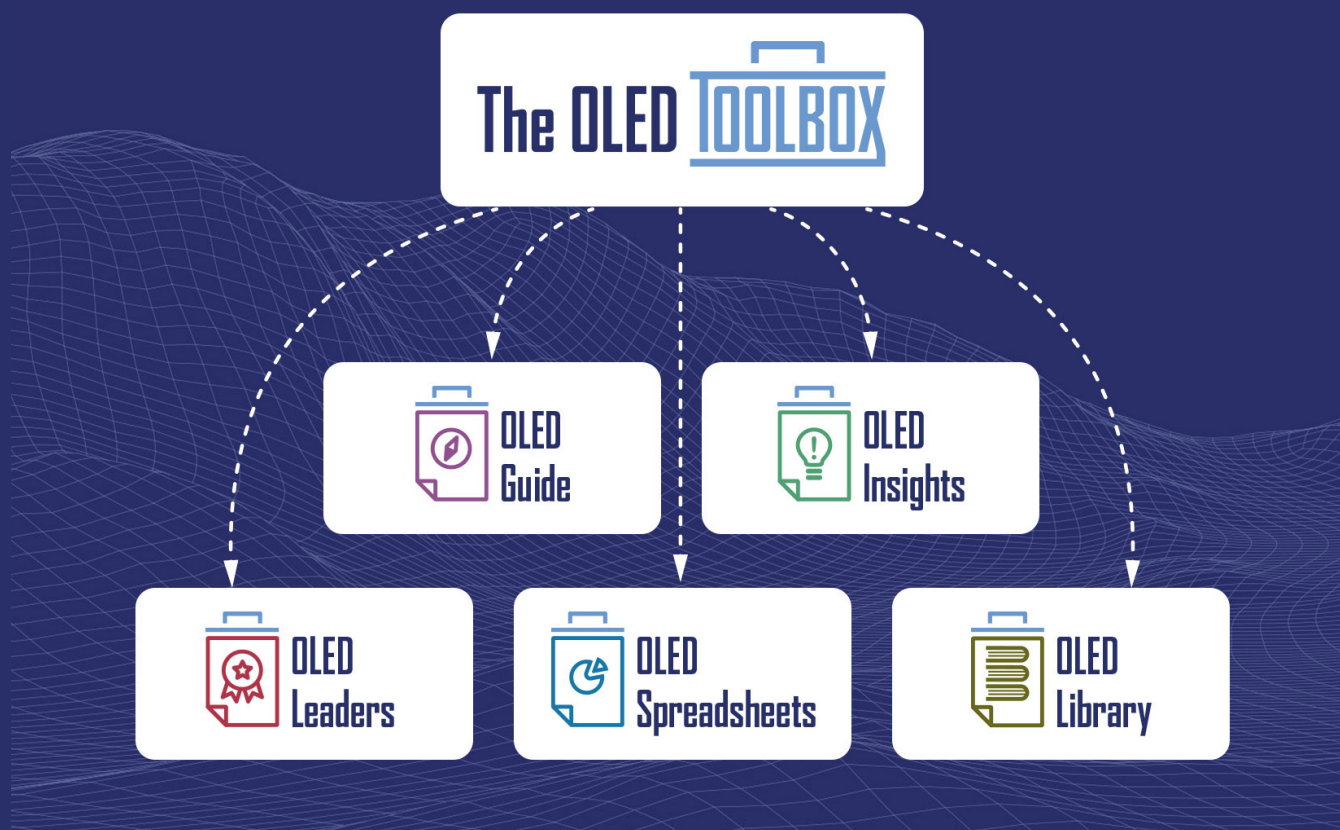 The OLED TOOLBOX
OLED
Guide
OLED
Insights
OLED
Leaders
OLED
Spreadsheets
OLED
Library